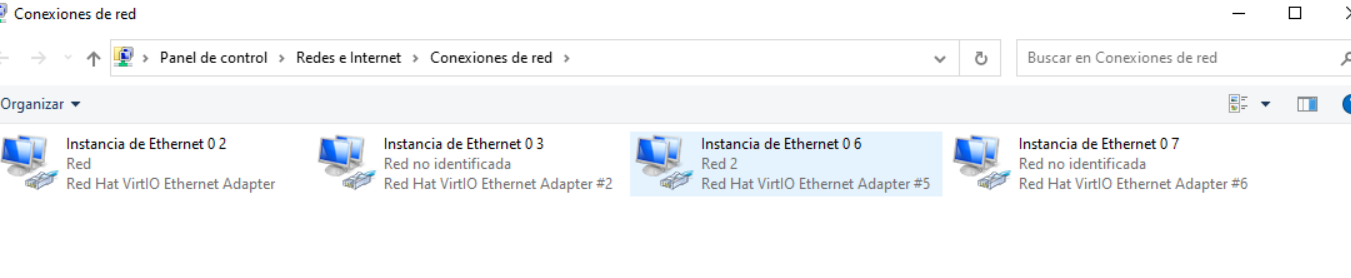 Conexiones de red
Panel de control > Redes e Internet > Conexiones de red >
Buscar en Conexiones de red
Organizar
Instancia de Ethernet 0 2
Red
Red Hat VirtIO Ethernet Adapter
Instancia de Ethernet 0 3
Red no identificada
Red Hat VirtIO Ethernet Adapter #2
Instancia de Ethernet 0 6
Red 2
Red Hat VirtIO Ethernet Adapter #5
Instancia de Ethernet 0 7
Red no identificada
Red Hat VirtIO Ethernet Adapter #6